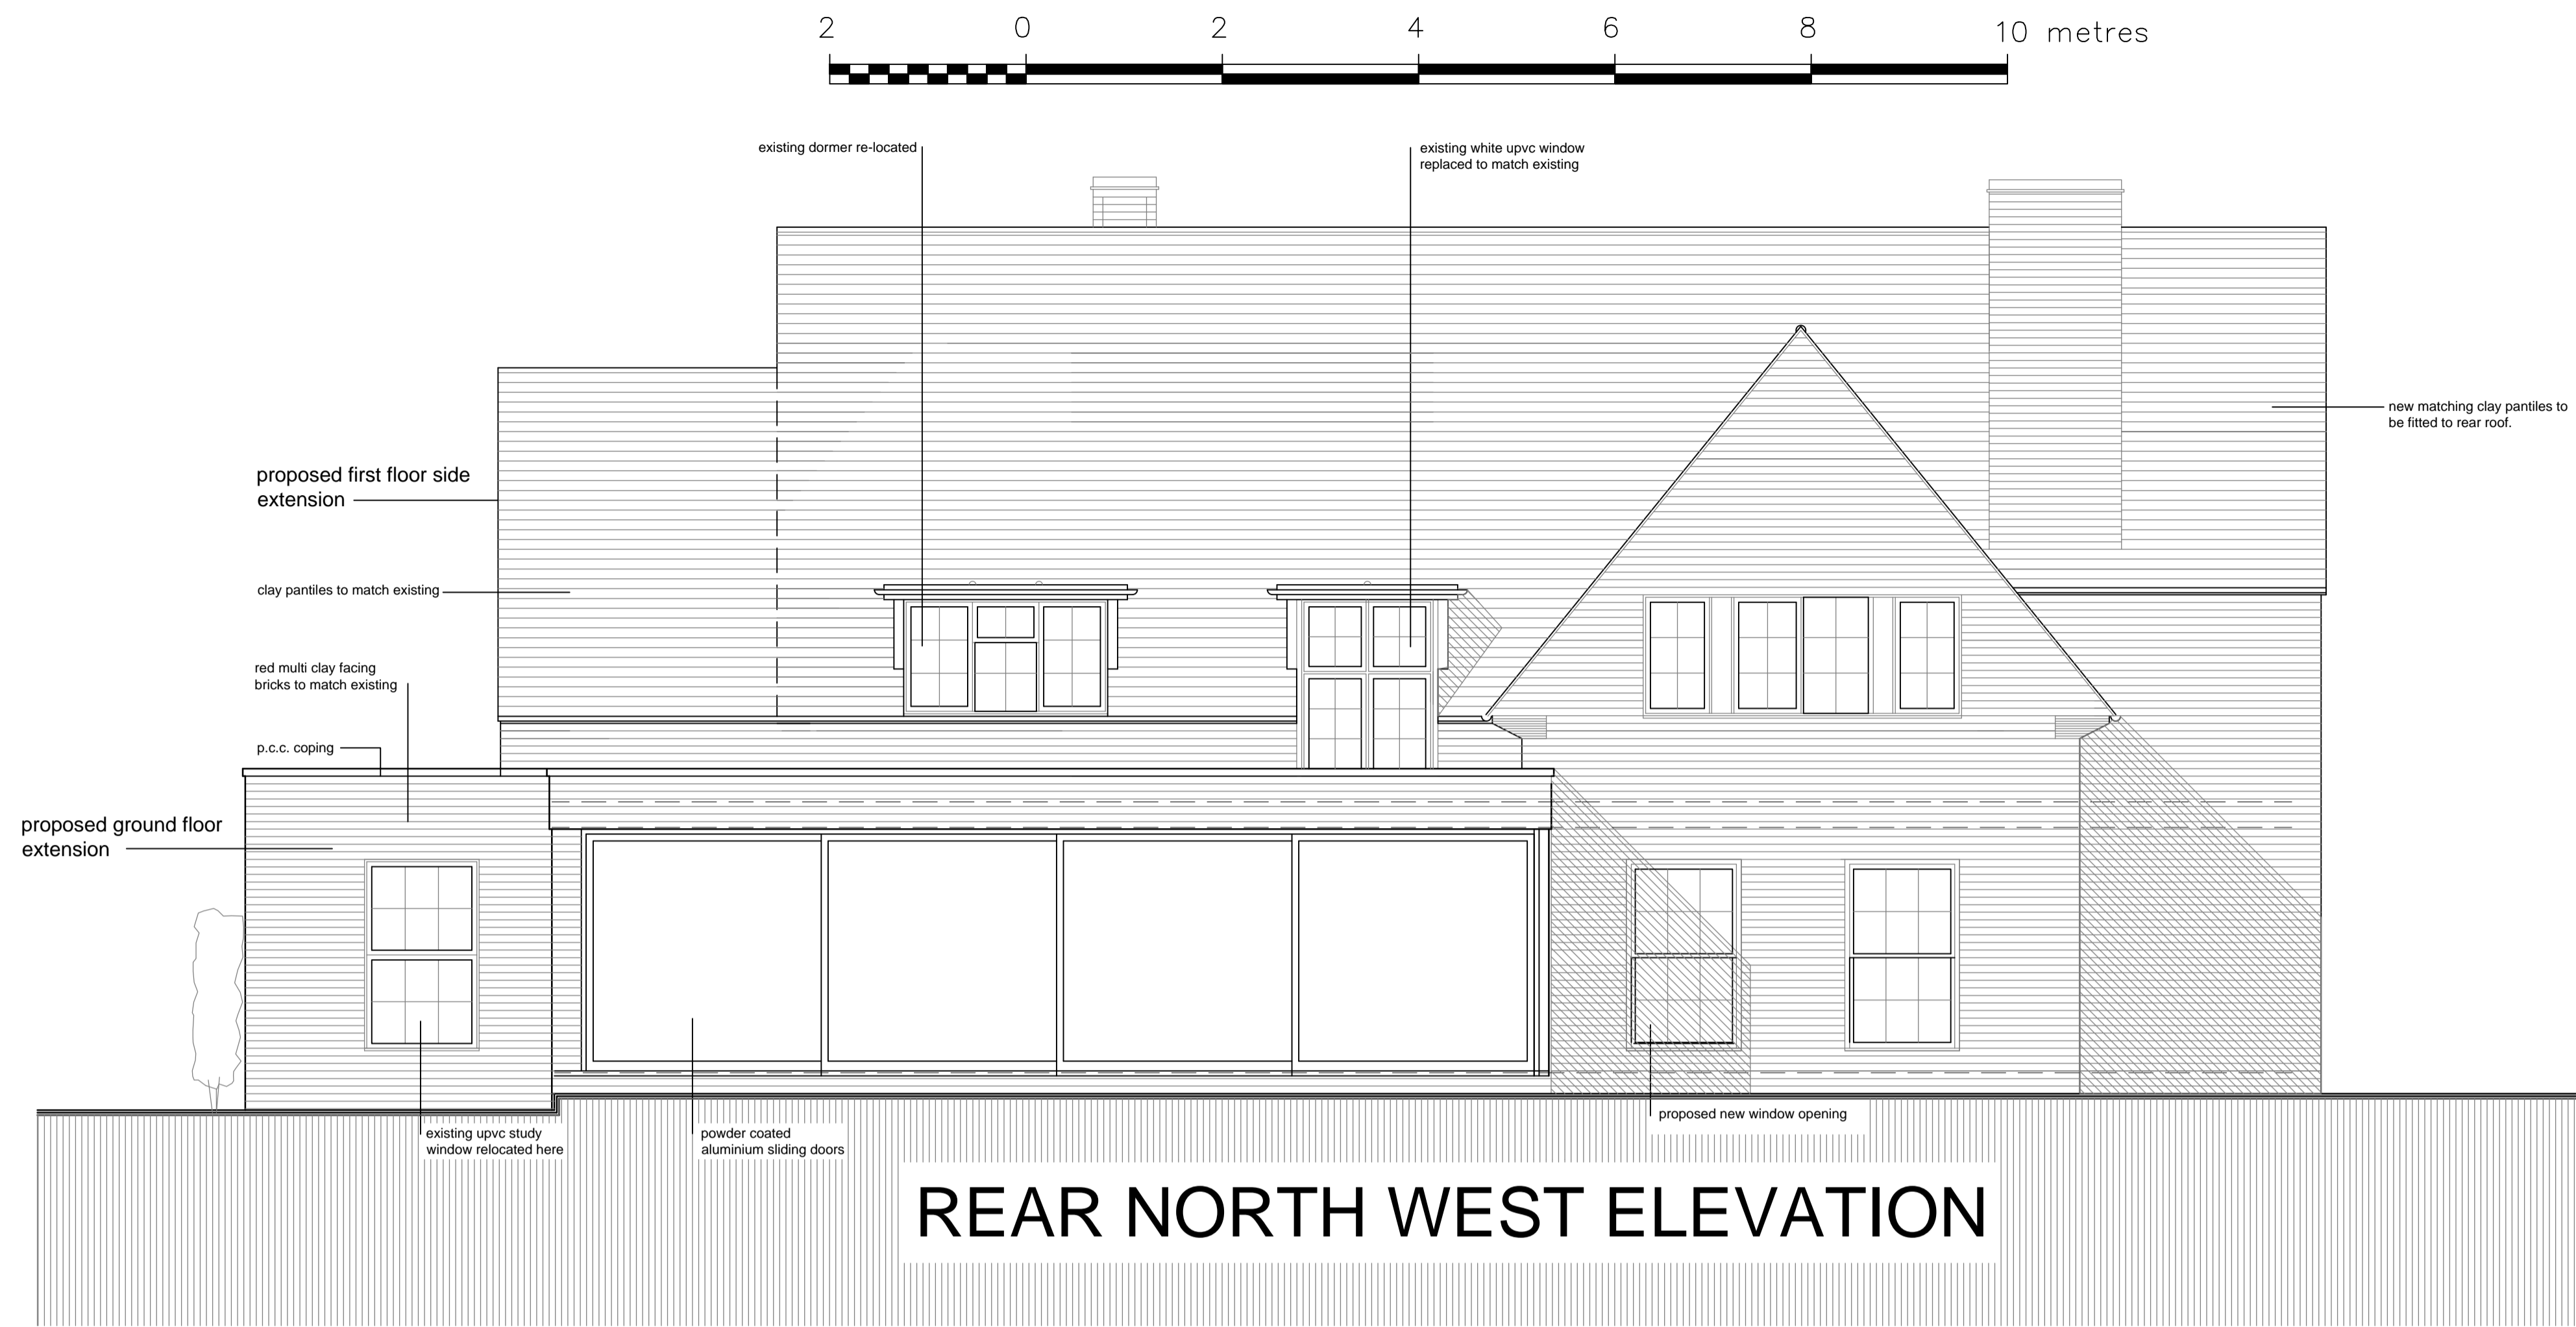 2 0 2 4 6 8 10 metres
existing dormer re-located
existing white upvc window
replaced to match existing
new matching clay pantiles to
be fitted to rear roof.
proposed first floor side
extension
clay pantiles to match existing
red multi clay facing
bricks to match existing
p.c.c. coping
proposed ground floor
extension
existing upvc study
window relocated here
powder coated
aluminium sliding doors
proposed new window opening
REAR NORTH WEST ELEVATION